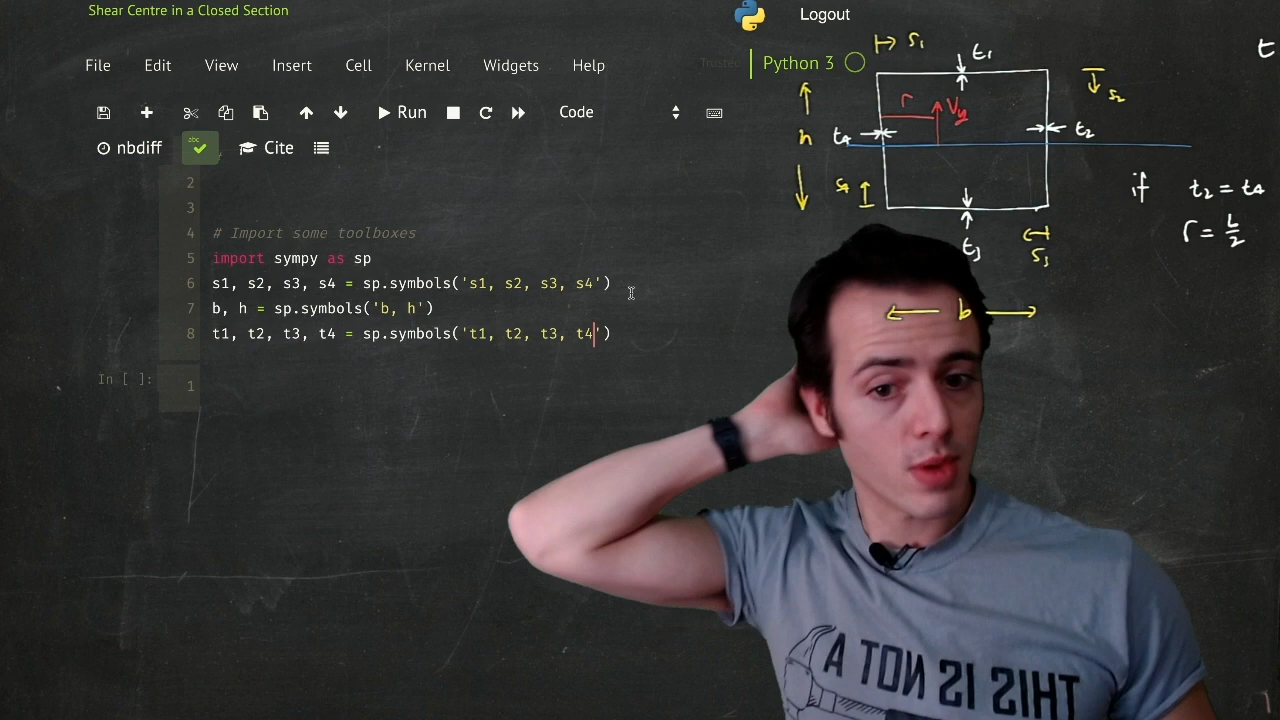 Shear Centre in a Closed Section
Logout
File Edit View Insert Cell Kernel Widgets Help
Trusted
Python 3
Run
Code
nbdiff
abc
Cite
2
3
4 # Import some toolboxes
5 import sympy as sp
6 s1, s2, s3, s4 = sp.symbols('s1, s2, s3, s4')
7 b, h = sp.symbols('b, h')
8 t1, t2, t3, t4 = sp.symbols('t1, t2, t3, t4')
In [ ]:
1
s1
t1
t
s2
r
Vy
h
t4
t2
s4
if t2 = t4
t3
s3
b
THIS IS NOT A